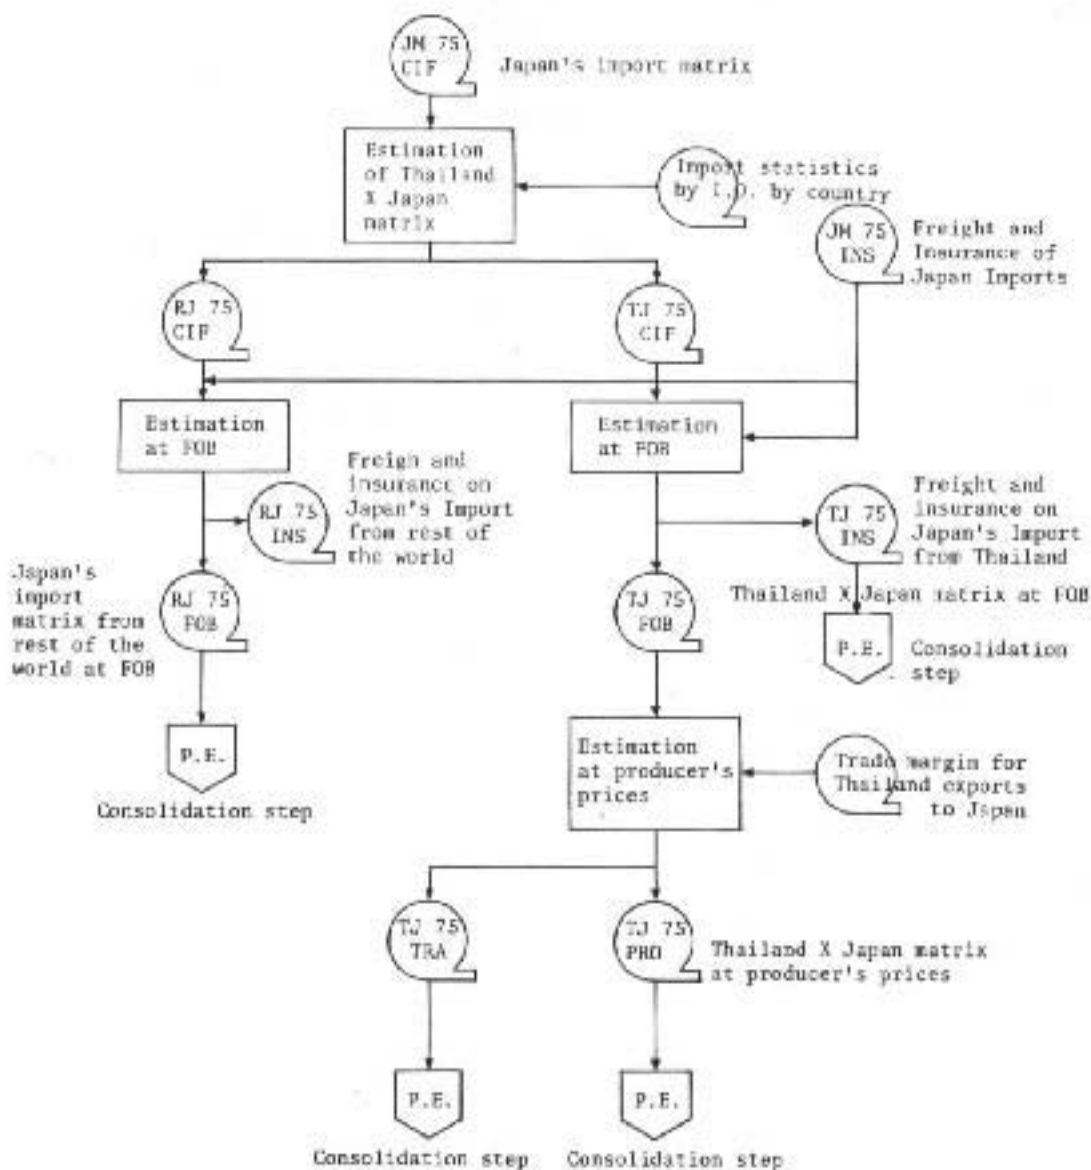 JM 75
CIF
Japan's import matrix
Estimation
of Thailand
X Japan
matrix
Import statistics
by I.O. by country
JM 75
INS
Freight and
Insurance of
Japan Imports
RJ 75
CIF
TJ 75
CIF
Estimation
at FOB
Estimation
at FOB
Freigh and
insurance on
Japan's Import
from rest of
the world
RJ 75
INS
TJ 75
INS
Freight and
insurance on
Japan's Import
from Thailand
Japan's
import
matrix from
rest of the
world at FOB
RJ 75
FOB
TJ 75
FOB
Thailand X Japan matrix at FOB
P.E.
Consolidation
step
P.E.
Consolidation step
Estimation
at producer's
prices
Trade margin for
Thailand exports
to Japan
TJ 75
TRA
TJ 75
PRO
Thailand X Japan matrix
at producer's prices
P.E.
P.E.
Consolidation step
Consolidation step